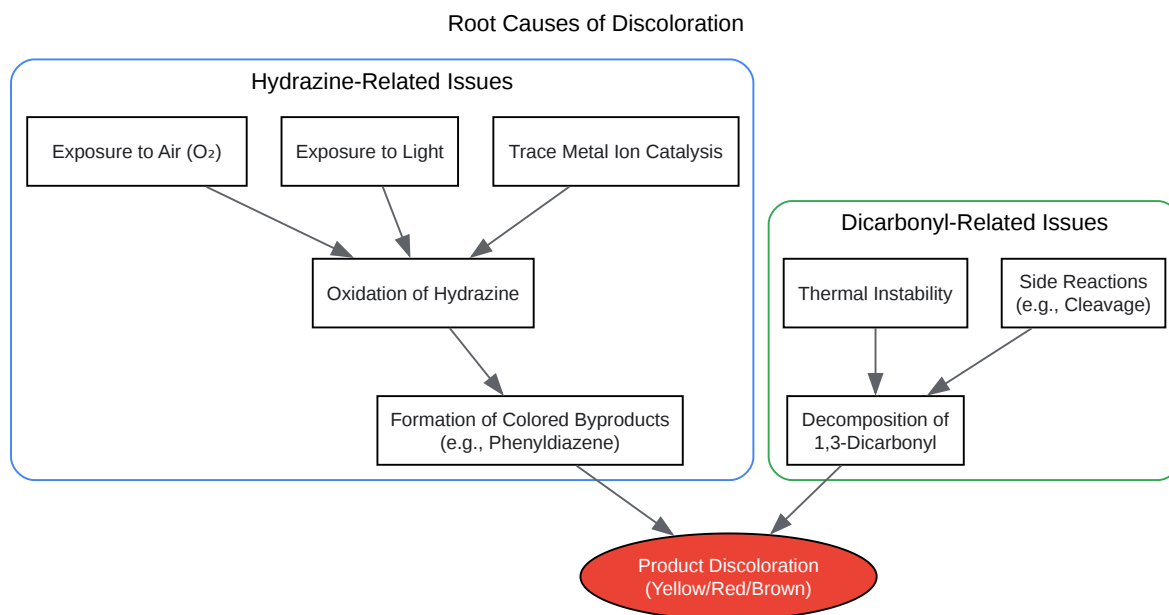 Root Causes of Discoloration
Hydrazine-Related Issues
Exposure to Air (O₂)
Exposure to Light
Trace Metal Ion Catalysis
Oxidation of Hydrazine
Formation of Colored Byproducts
(e.g., Phenyldiazene)
Dicarbonyl-Related Issues
Thermal Instability
Side Reactions
(e.g., Cleavage)
Decomposition of
1,3-Dicarbonyl
Product Discoloration
(Yellow/Red/Brown)